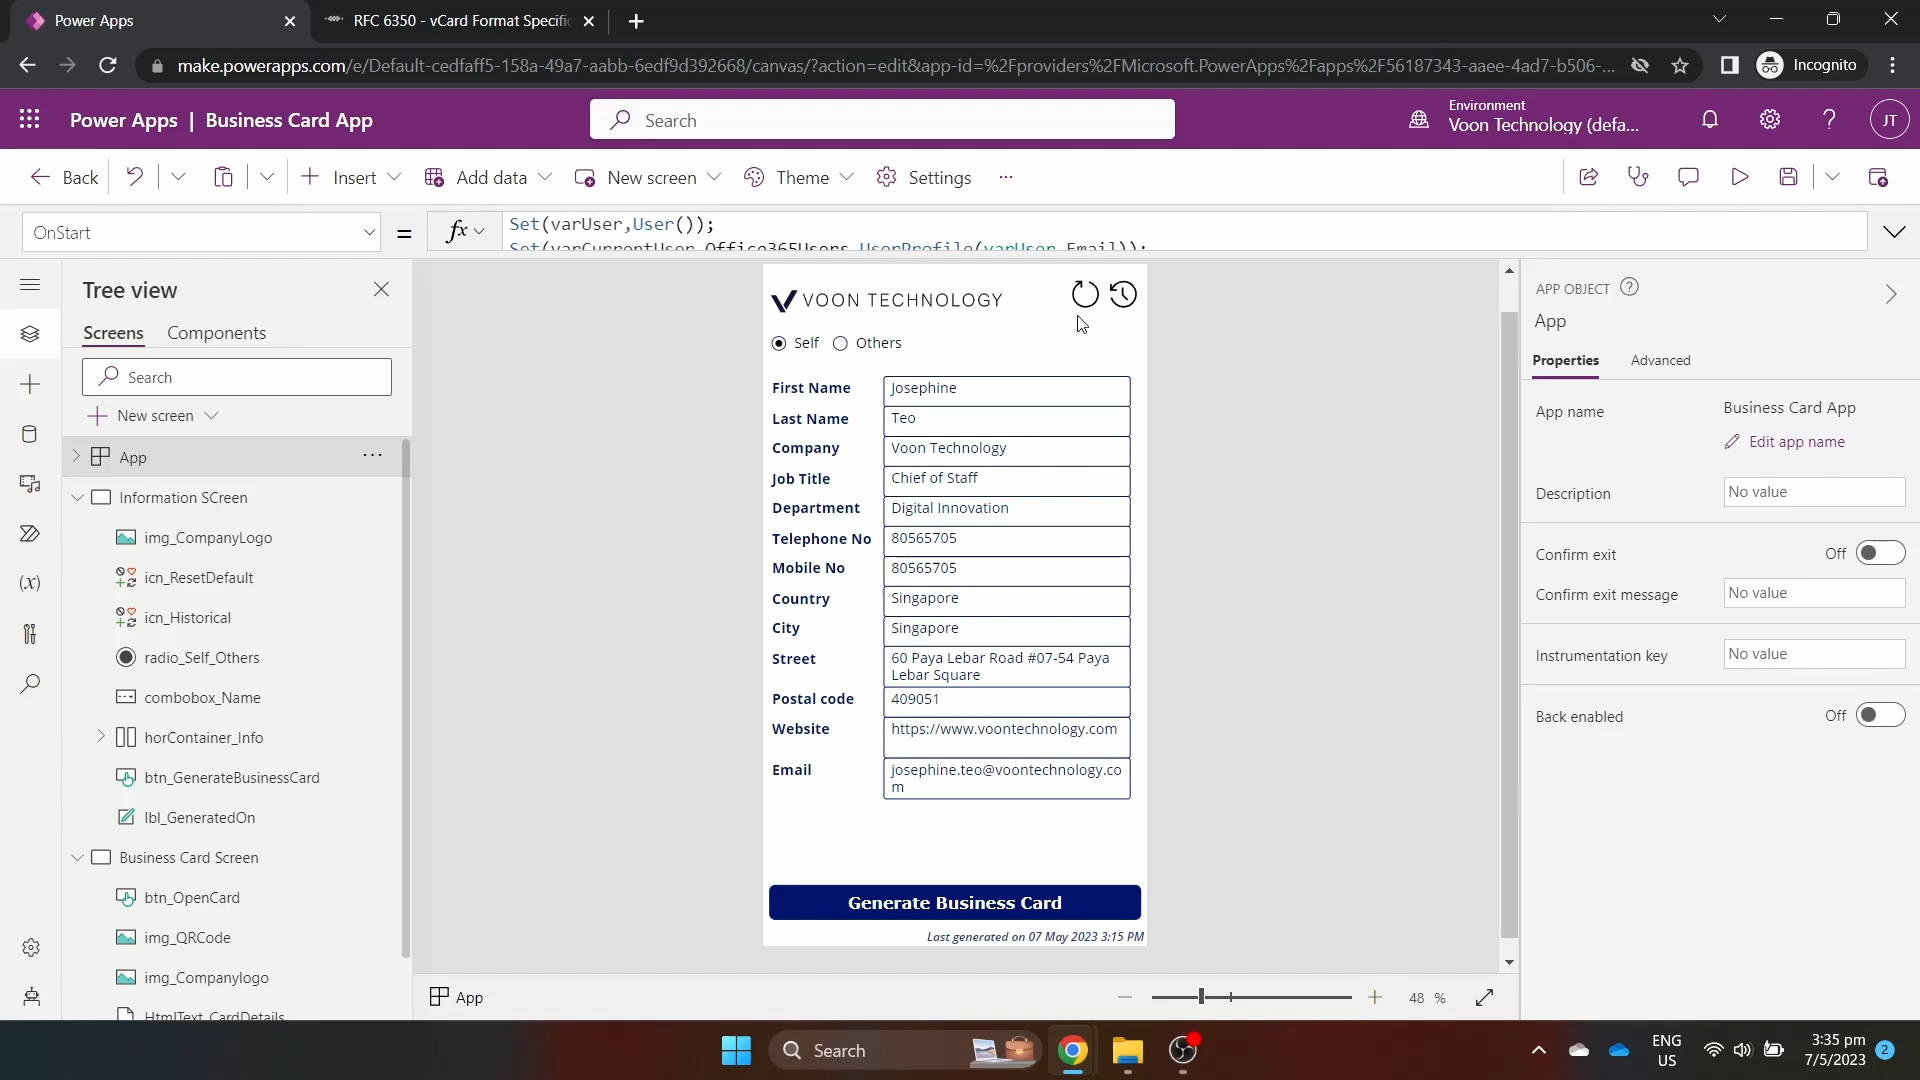 Power Apps
RFC 6350 - vCard Format Specific
make.powerapps.com/e/Default-cedfaff5-158a-49a7-aabb-6edf9d392668/canvas/?action=edit&app-id=%2Fproviders%2FMicrosoft.PowerApps%2Fapps%2F56187343-aaee-4ad7-b506-...
Incognito
Power Apps | Business Card App
Search
Environment
Voon Technology (defa...
JT
Back
Insert
Add data
New screen
Theme
Settings
...
OnStart
=
fx
Set(varUser,User());
Set(varCurrentUser,Office365Users.UserProfile(varUser.Email));
Tree view
Screens
Components
Search
New screen
App
...
Information SCreen
img_CompanyLogo
icn_ResetDefault
icn_Historical
radio_Self_Others
combobox_Name
horContainer_Info
btn_GenerateBusinessCard
lbl_GeneratedOn
Business Card Screen
btn_OpenCard
img_QRCode
img_Companylogo
HtmlText_CardDetails
VOON TECHNOLOGY
Self
Others
First Name
Josephine
Last Name
Teo
Company
Voon Technology
Job Title
Chief of Staff
Department
Digital Innovation
Telephone No
80565705
Mobile No
80565705
Country
Singapore
City
Singapore
Street
60 Paya Lebar Road #07-54 Paya
Lebar Square
Postal code
409051
Website
https://www.voontechnology.com
Email
josephine.teo@voontechnology.co
m
Generate Business Card
Last generated on 07 May 2023 3:15 PM
App
48 %
APP OBJECT
App
Properties
Advanced
App name
Business Card App
Edit app name
Description
No value
Confirm exit
Off
Confirm exit message
No value
Instrumentation key
No value
Back enabled
Off
Search
ENG
US
3:35 pm
7/5/2023
2